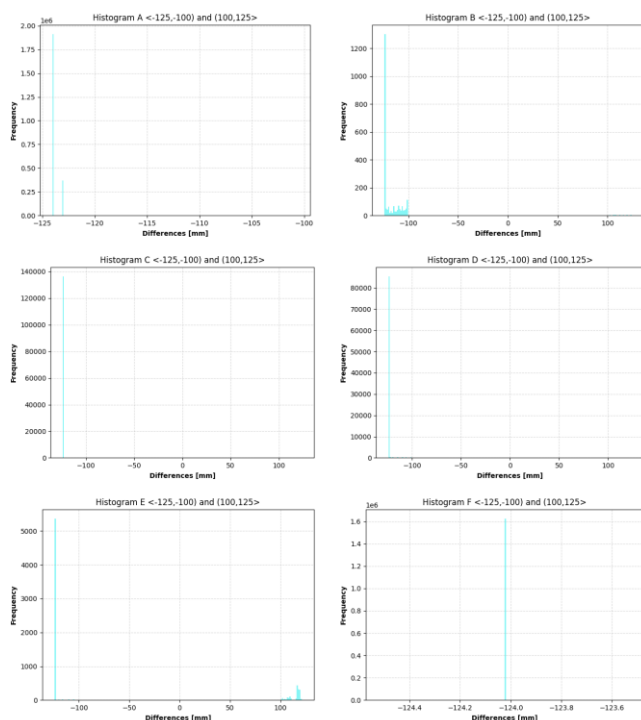 Histogram A <-125,-100) and (100,125>
1e6
2.00
1.75
1.50
1.25
1.00
0.75
0.50
0.25
0.00
Frequency
−125 −120 −115 −110 −105 −100
Differences [mm]
Histogram B <-125,-100) and (100,125>
1200
1000
800
600
400
200
0
Frequency
−100 −50 0 50 100
Differences [mm]
Histogram C <-125,-100) and (100,125>
140000
120000
100000
80000
60000
40000
20000
0
Frequency
−100 −50 0 50 100
Differences [mm]
Histogram D <-125,-100) and (100,125>
80000
70000
60000
50000
40000
30000
20000
10000
0
Frequency
−100 −50 0 50 100
Differences [mm]
Histogram E <-125,-100) and (100,125>
5000
4000
3000
2000
1000
0
Frequency
−100 −50 0 50 100
Differences [mm]
Histogram F <-125,-100) and (100,125>
1e6
1.6
1.4
1.2
1.0
0.8
0.6
0.4
0.2
0.0
Frequency
−124.4 −124.2 −124.0 −123.8 −123.6
Differences [mm]